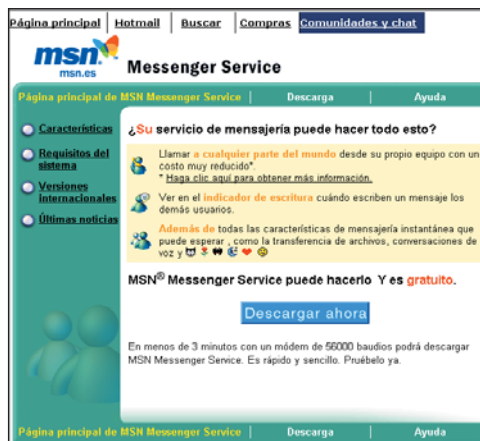 Página principal Hotmail Buscar Compras Comunidades y chat
msn.
msn.es
Messenger Service
Página principal de MSN Messenger Service | Descarga | Ayuda
Características
Requisitos del
sistema
Versiones
internacionales
Últimas noticias
¿Su servicio de mensajería puede hacer todo esto?
Llamar a cualquier parte del mundo desde su propio equipo con un
costo muy reducido*.
* Haga clic aquí para obtener más información.
Ver en el indicador de escritura cuándo escriben un mensaje los
demás usuarios.
Además de todas las características de mensajería instantánea que
puede esperar , como la transferencia de archivos, conversaciones de
voz y
MSN® Messenger Service puede hacerlo Y es gratuito.
Descargar ahora
En menos de 3 minutos con un módem de 56000 baudios podrá descargar
MSN Messenger Service. Es rápido y sencillo. Pruébelo ya.
Página principal de MSN Messenger Service | Descarga | Ayuda